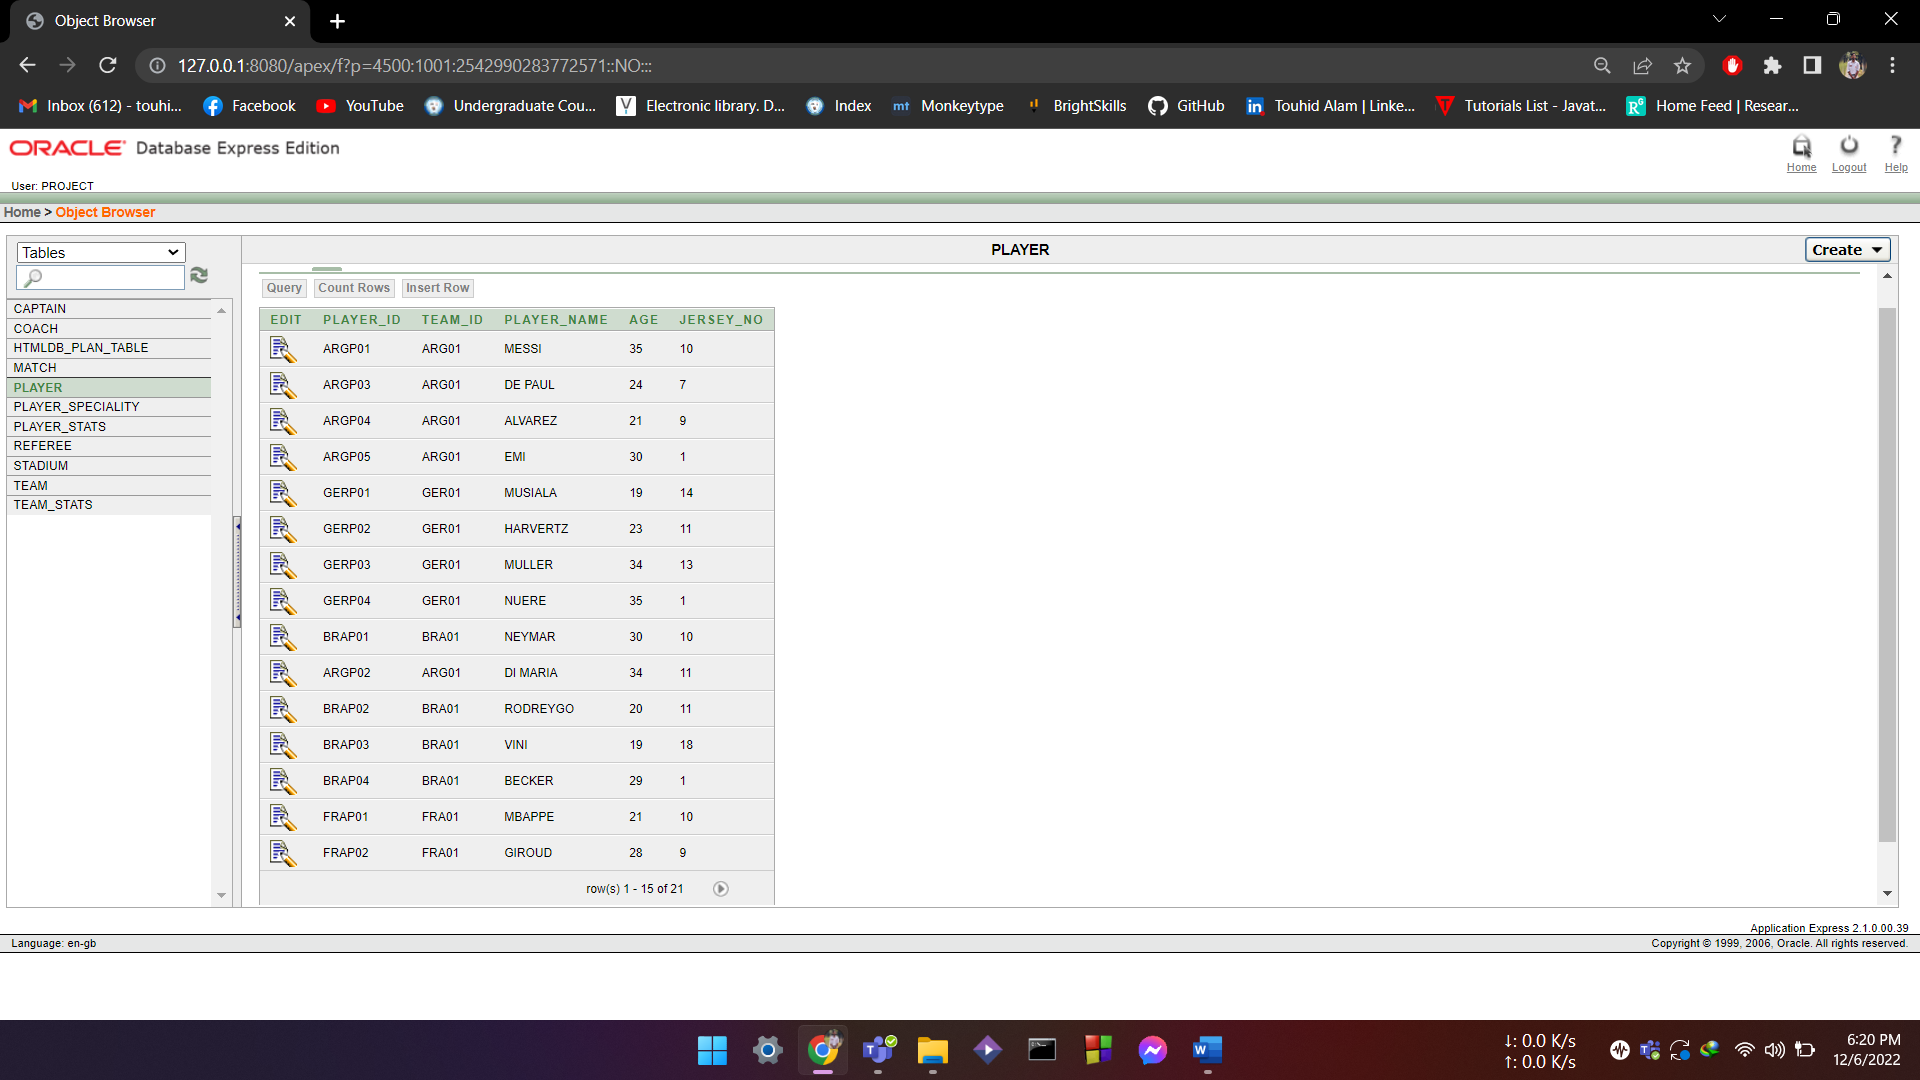 Object Browser
127.0.0.1:8080/apex/f?p=4500:1001:2542990283772571::NO:::
Inbox (612) - touhi... Facebook YouTube Undergraduate Cou... Electronic library. D... Index mt Monkeytype BrightSkills GitHub Touhid Alam | Linke... Tutorials List - Javat... Home Feed | Resear...
ORACLE Database Express Edition
Home Logout Help
User: PROJECT
Home > Object Browser
Tables
PLAYER
Create
CAPTAIN
COACH
HTMLDB_PLAN_TABLE
MATCH
PLAYER
PLAYER_SPECIALITY
PLAYER_STATS
REFEREE
STADIUM
TEAM
TEAM_STATS
Query Count Rows Insert Row
EDIT PLAYER_ID TEAM_ID PLAYER_NAME AGE JERSEY_NO
ARGP01 ARG01 MESSI 35 10
ARGP03 ARG01 DE PAUL 24 7
ARGP04 ARG01 ALVAREZ 21 9
ARGP05 ARG01 EMI 30 1
GERP01 GER01 MUSIALA 19 14
GERP02 GER01 HARVERTZ 23 11
GERP03 GER01 MULLER 34 13
GERP04 GER01 NUERE 35 1
BRAP01 BRA01 NEYMAR 30 10
ARGP02 ARG01 DI MARIA 34 11
BRAP02 BRA01 RODREYGO 20 11
BRAP03 BRA01 VINI 19 18
BRAP04 BRA01 BECKER 29 1
FRAP01 FRA01 MBAPPE 21 10
FRAP02 FRA01 GIROUD 28 9
row(s) 1 - 15 of 21
Application Express 2.1.0.00.39
Language: en-gb
Copyright © 1999, 2006, Oracle. All rights reserved.
↓: 0.0 K/s
↑: 0.0 K/s
6:20 PM
12/6/2022